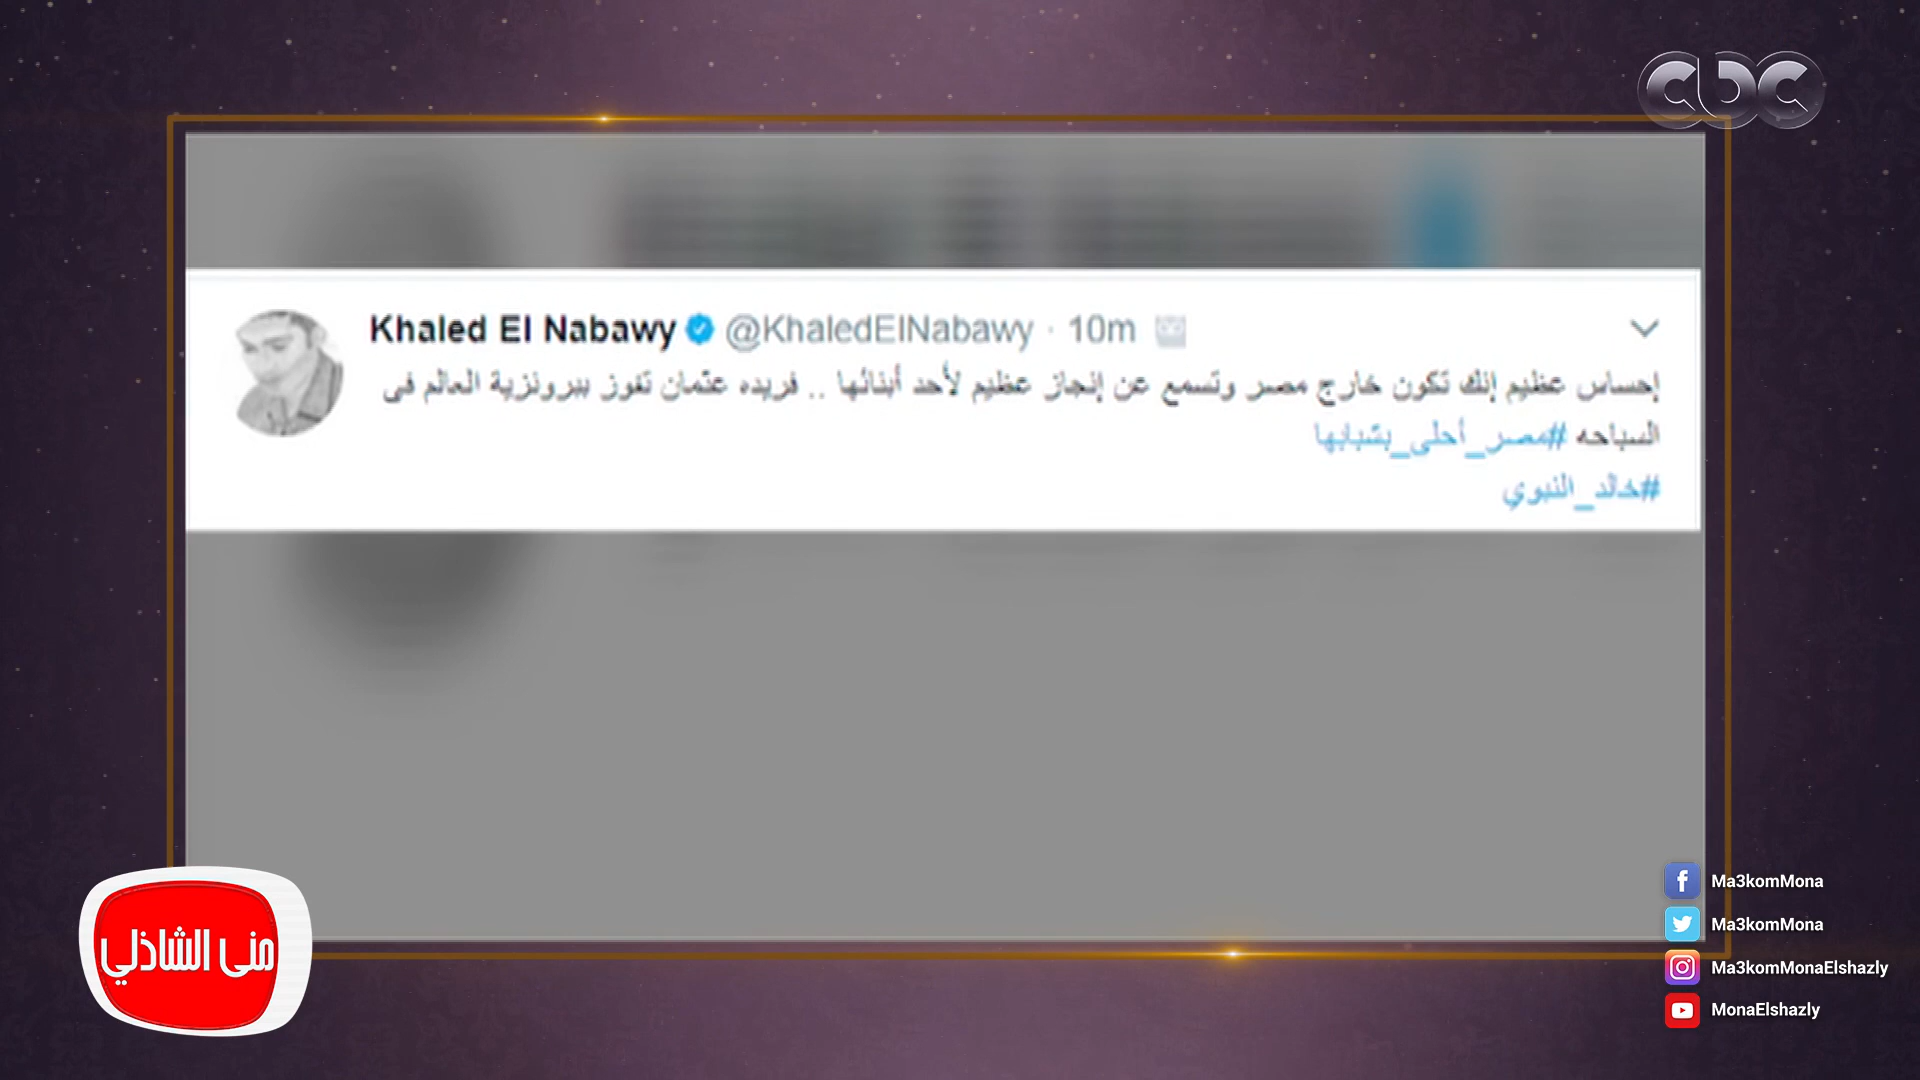 cbc
Khaled El Nabawy @KhaledElNabawy · 10m
إحساس عظيم إنك تكون خارج مصر وتسمع عن إنجاز عظيم لأحد أبنائها .. فريده عثمان تفوز ببرونزية العالم فى
السباحه #مصر_أحلى_بشبابها
#خالد_النبوي
منى الشاذلي
Ma3komMona
Ma3komMona
Ma3komMonaElshazly
MonaElshazly